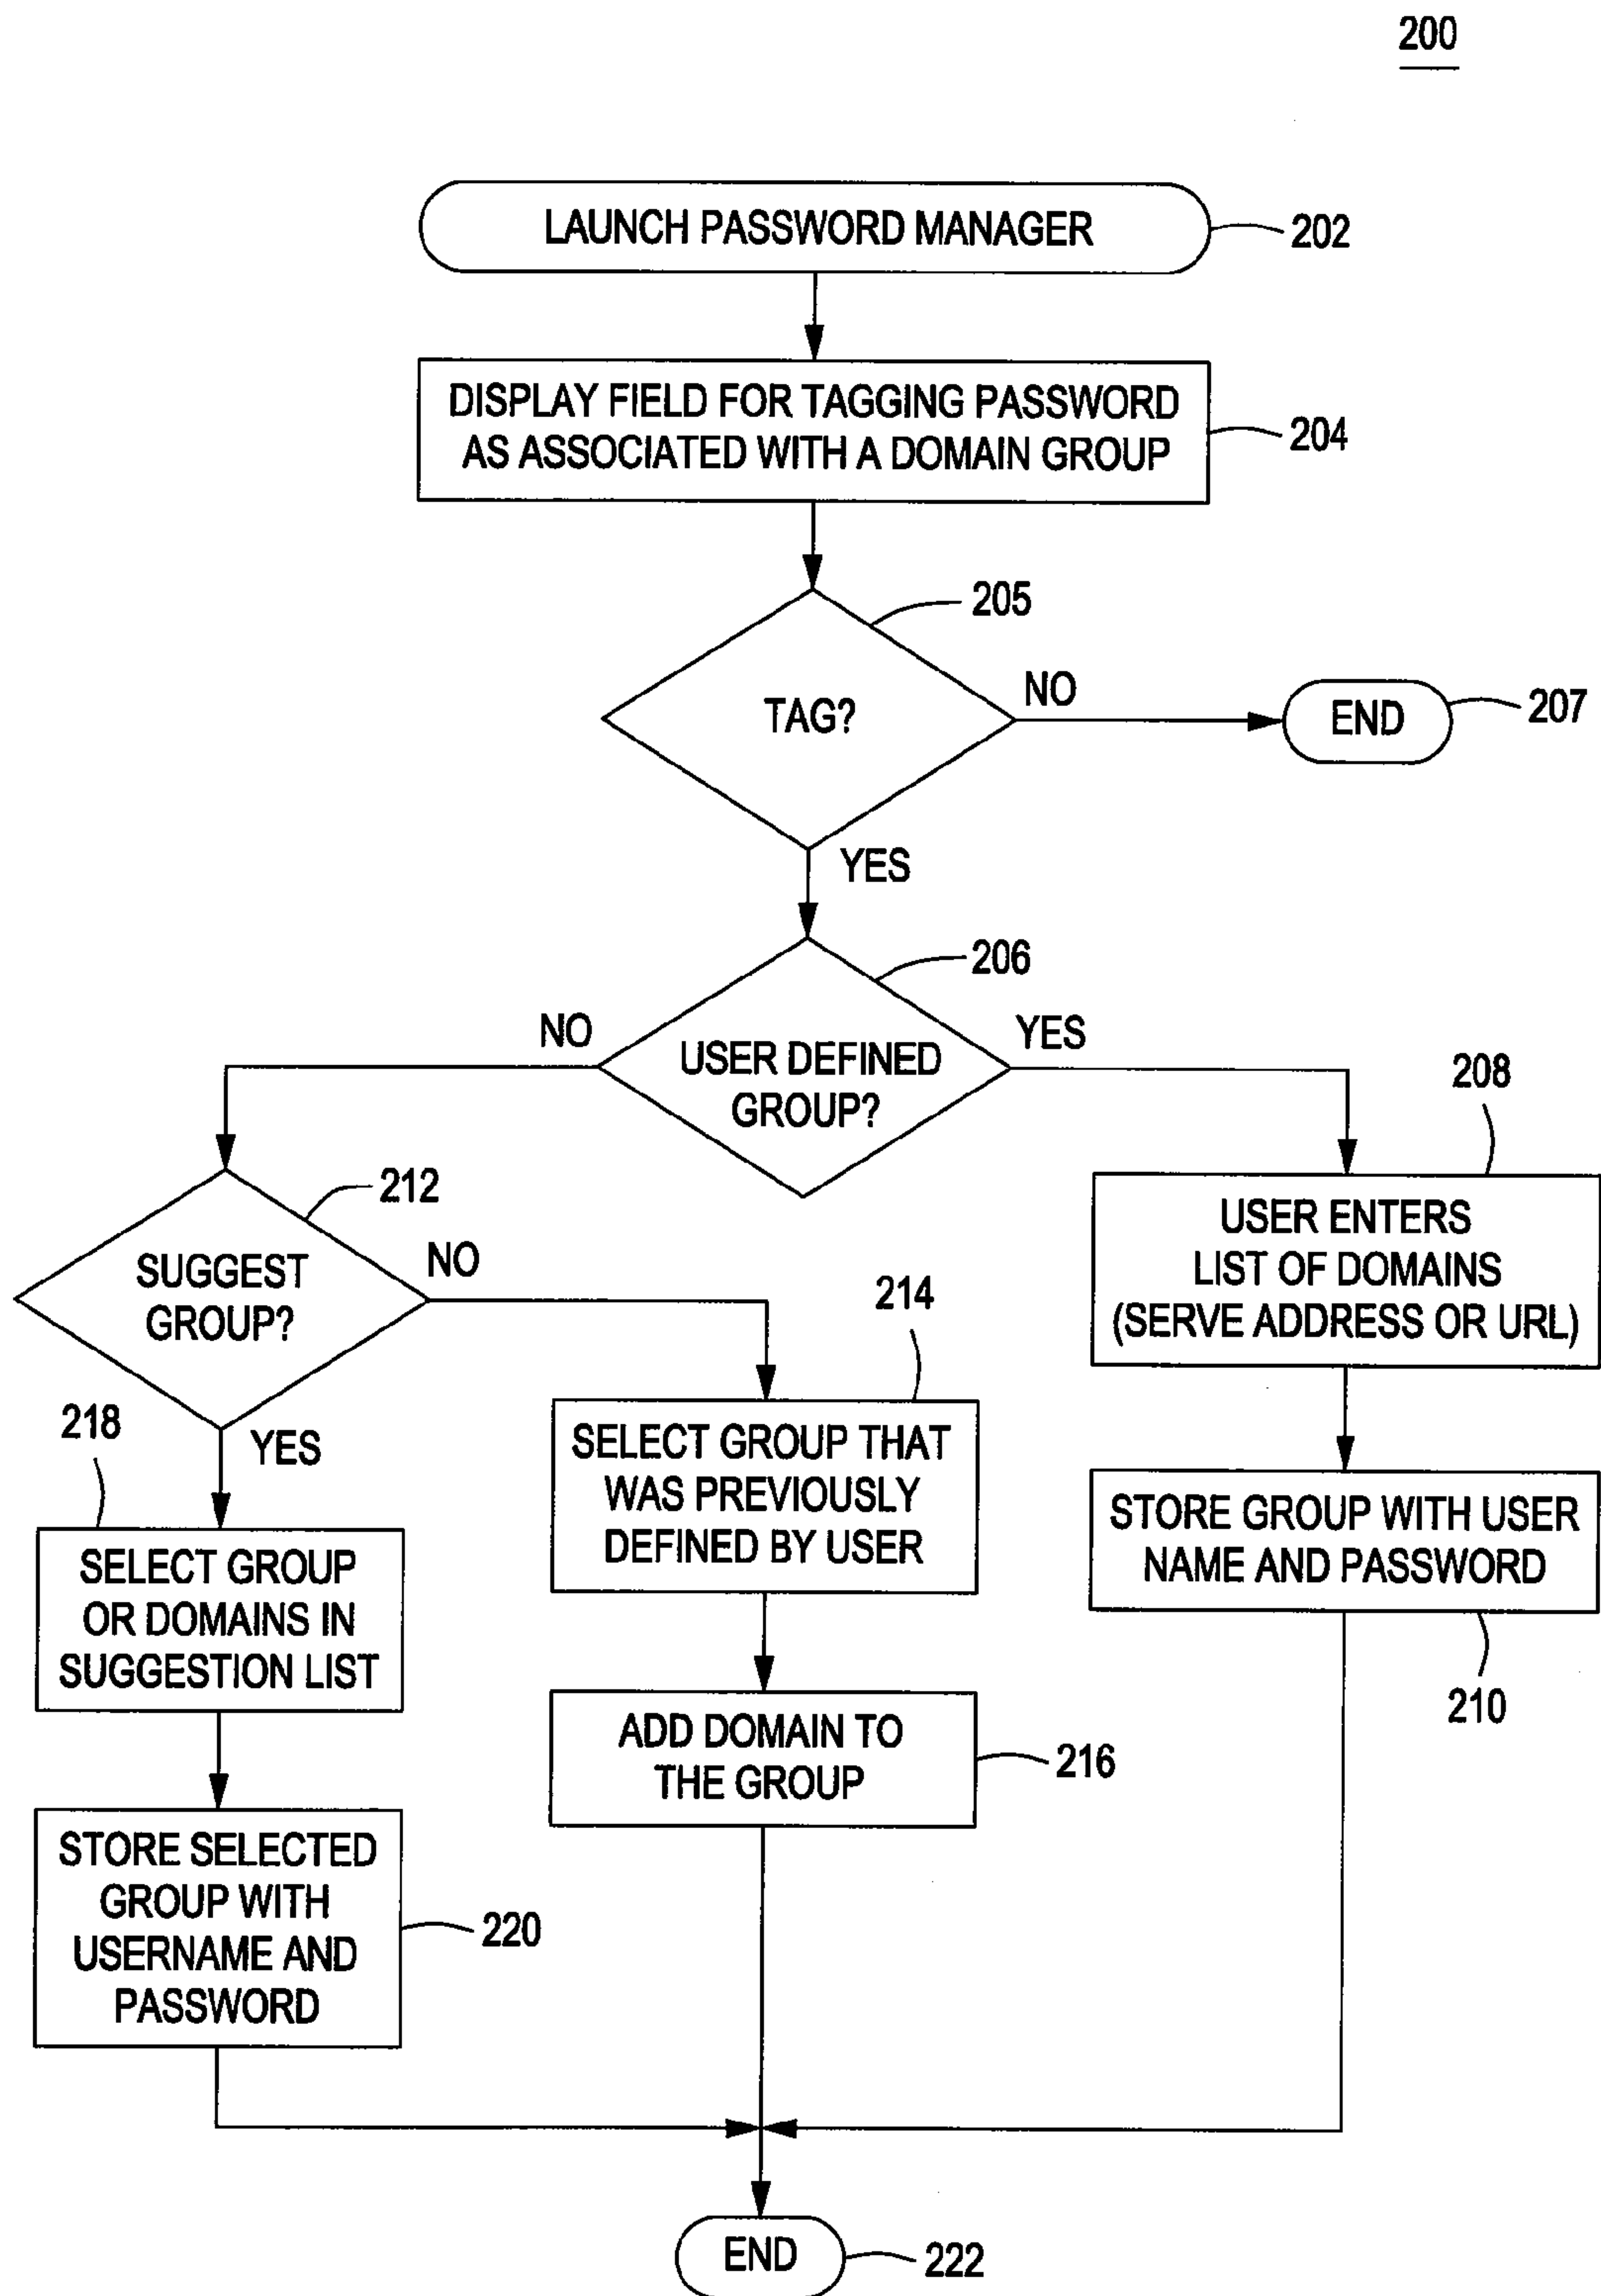 200
LAUNCH PASSWORD MANAGER
202
DISPLAY FIELD FOR TAGGING PASSWORD
AS ASSOCIATED WITH A DOMAIN GROUP
204
205
TAG?
NO
END
207
YES
206
NO
USER DEFINED
GROUP?
YES
208
212
SUGGEST
GROUP?
NO
USER ENTERS
LIST OF DOMAINS
(SERVE ADDRESS OR URL)
214
218
YES
SELECT GROUP THAT
WAS PREVIOUSLY
DEFINED BY USER
STORE GROUP WITH USER
NAME AND PASSWORD
210
SELECT GROUP
OR DOMAINS IN
SUGGESTION LIST
ADD DOMAIN TO
THE GROUP
216
STORE SELECTED
GROUP WITH
USERNAME AND
PASSWORD
220
END
222